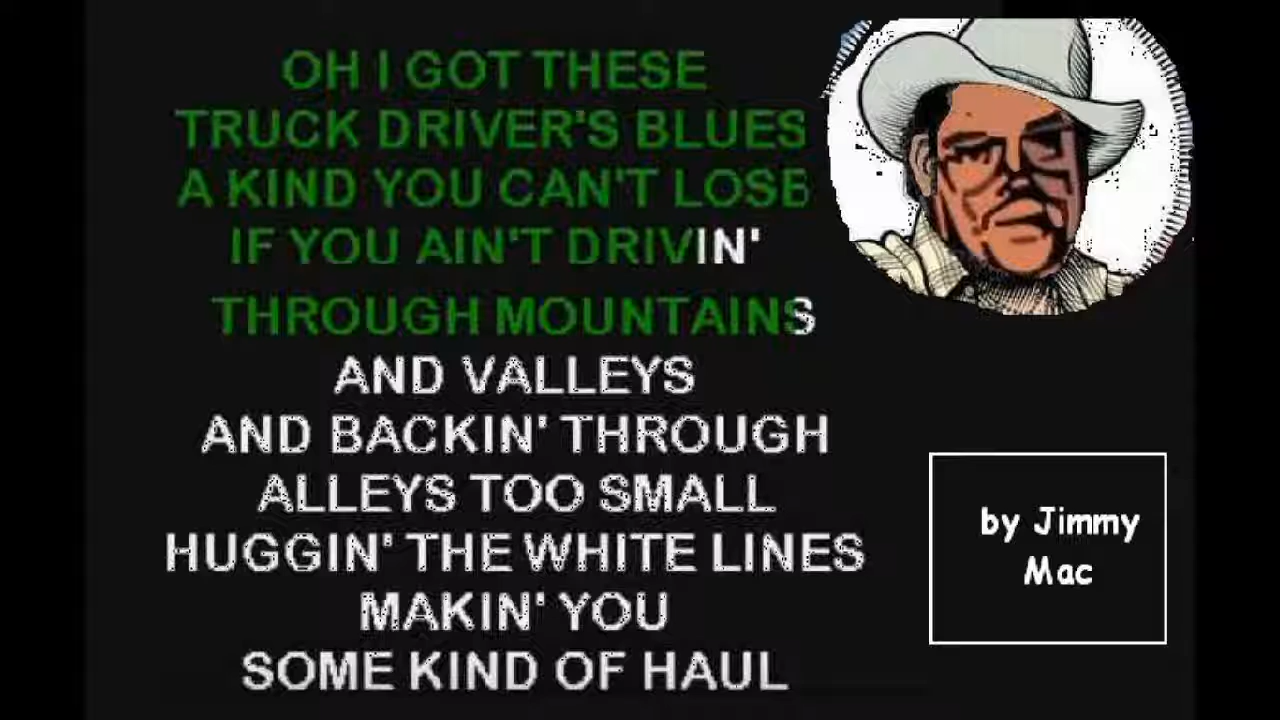 OH I GOT THESE
TRUCK DRIVER'S BLUES
A KIND YOU CAN'T LOSE
IF YOU AIN'T DRIVIN'
THROUGH MOUNTAINS
AND VALLEYS
AND BACKIN' THROUGH
ALLEYS TOO SMALL
HUGGIN' THE WHITE LINES
MAKIN' YOU
SOME KIND OF HAUL
by Jimmy
Mac